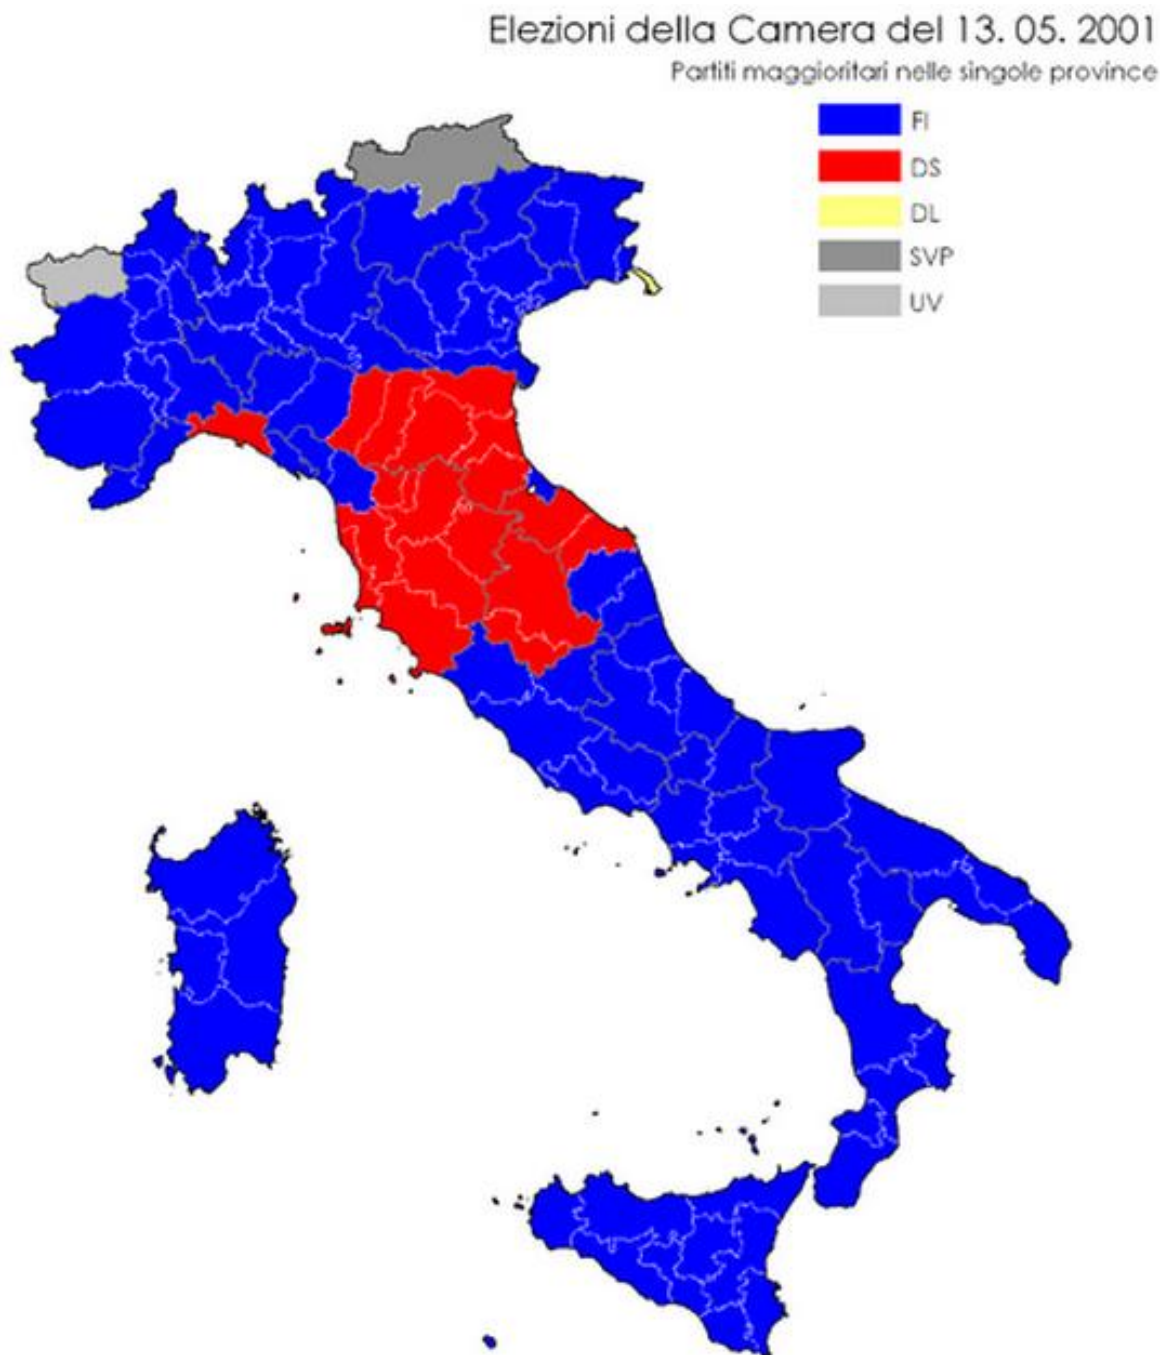 Elezioni della Camera del 13. 05. 2001
Partiti maggioritari nelle singole province
FI
DS
DL
SVP
UV